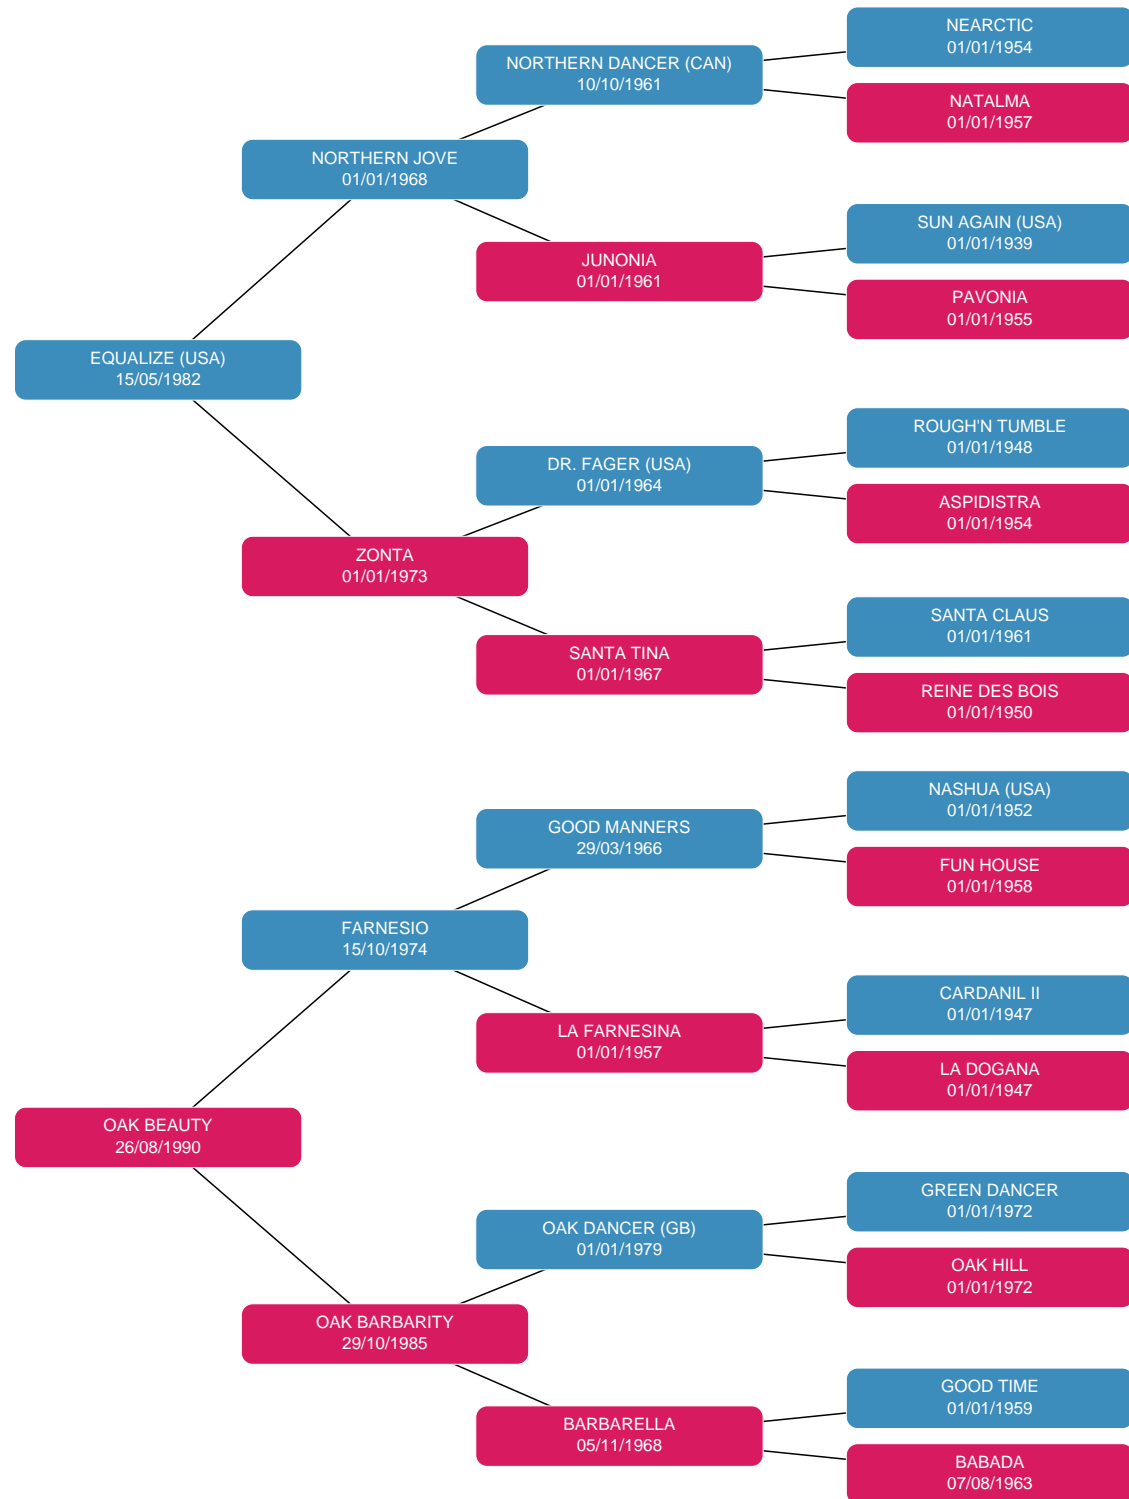 NEARCTIC
01/01/1954
NORTHERN DANCER (CAN)
10/10/1961
NATALMA
01/01/1957
NORTHERN JOVE
01/01/1968
SUN AGAIN (USA)
01/01/1939
JUNONIA
01/01/1961
PAVONIA
01/01/1955
EQUALIZE (USA)
15/05/1982
ROUGH'N TUMBLE
01/01/1948
DR. FAGER (USA)
01/01/1964
ASPIDISTRA
01/01/1954
ZONTA
01/01/1973
SANTA CLAUS
01/01/1961
SANTA TINA
01/01/1967
REINE DES BOIS
01/01/1950
NASHUA (USA)
01/01/1952
GOOD MANNERS
29/03/1966
FUN HOUSE
01/01/1958
FARNESIO
15/10/1974
CARDANIL II
01/01/1947
LA FARNESINA
01/01/1957
LA DOGANA
01/01/1947
OAK BEAUTY
26/08/1990
GREEN DANCER
01/01/1972
OAK DANCER (GB)
01/01/1979
OAK HILL
01/01/1972
OAK BARBARITY
29/10/1985
GOOD TIME
01/01/1959
BARBARELLA
05/11/1968
BABADA
07/08/1963